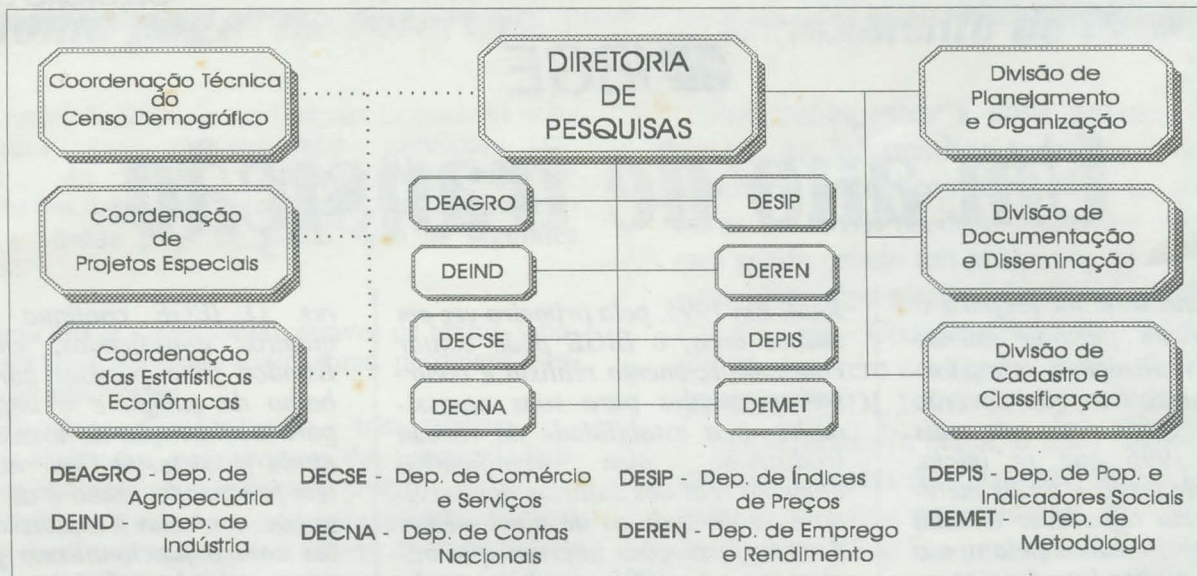 Coordenação Técnica
do
Censo Demográfico
DIRETORIA
DE
PESQUISAS
Divisão de
Planejamento
e Organização
Coordenação
de
Projetos Especiais
DEAGRO
DESIP
Divisão de
Documentação
e Disseminação
DEIND
DEREN
Coordenação
das Estatísticas
Econômicas
DECSE
DEPIS
Divisão de
Cadastro e
Classificação
DECNA
DEMET
DEAGRO - Dep. de
Agropecuária
DEIND - Dep. de
Indústria
DECSE - Dep. de Comércio
e Serviços
DECNA - Dep. de Contas
Nacionais
DESIP - Dep. de Índices
de Preços
DEREN - Dep. de Emprego
e Rendimento
DEPIS - Dep. de Pop. e
Indicadores Sociais
DEMET - Dep. de
Metodologia